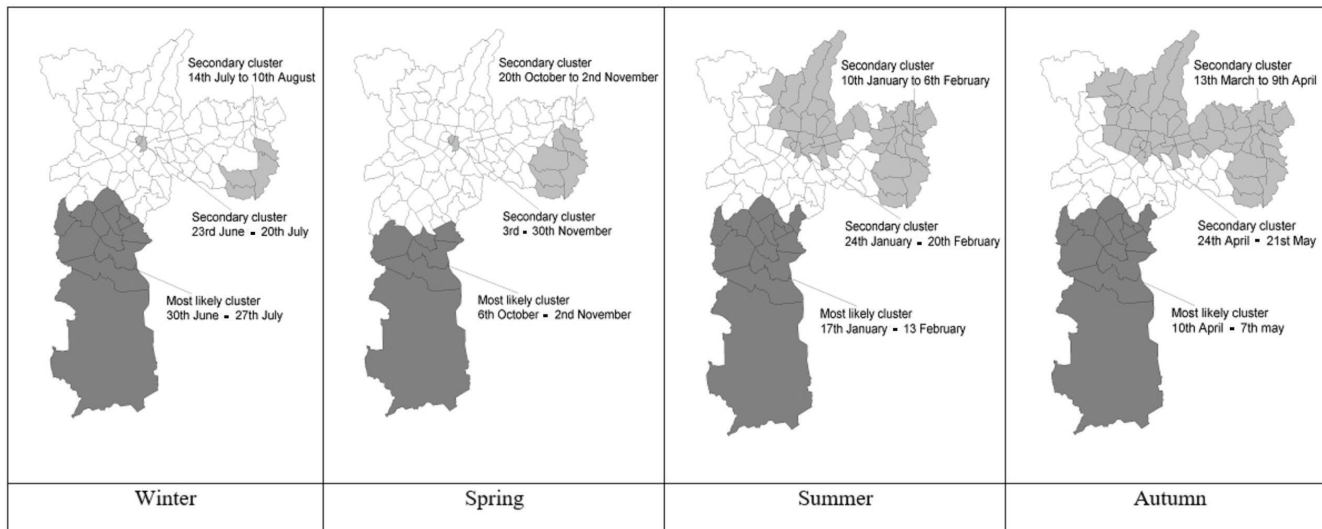 Secondary cluster
14th July to 10th August
Secondary cluster
23rd June - 20th July
Most likely cluster
30th June - 27th July
Winter
Secondary cluster
20th October to 2nd November
Secondary cluster
3rd - 30th November
Most likely cluster
6th October - 2nd November
Spring
Secondary cluster
10th January to 6th February
Secondary cluster
24th January - 20th February
Most likely cluster
17th January - 13 February
Summer
Secondary cluster
13th March to 9th April
Secondary cluster
24th April - 21st May
Most likely cluster
10th April - 7th may
Autumn